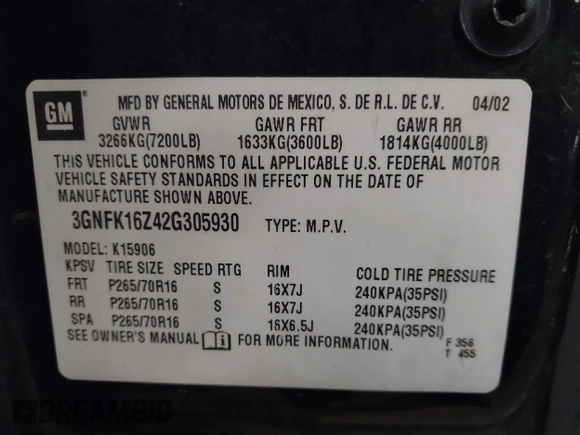 GM
MFD BY GENERAL MOTORS DE MEXICO, S. DE R.L. DE C.V. 04/02
GVWR GAWR FRT GAWR RR
3266KG(7200LB) 1633KG(3600LB) 1814KG(4000LB)
THIS VEHICLE CONFORMS TO ALL APPLICABLE U.S. FEDERAL MOTOR
VEHICLE SAFETY STANDARDS IN EFFECT ON THE DATE OF
MANUFACTURE SHOWN ABOVE.
3GNFK16Z42G305930 TYPE: M.P.V.
MODEL: K15906
KPSV TIRE SIZE SPEED RTG RIM COLD TIRE PRESSURE
FRT P265/70R16 S 16X7J 240KPA(35PSI)
RR P265/70R16 S 16X7J 240KPA(35PSI)
SPA P265/70R16 S 16X6.5J 240KPA(35PSI)
SEE OWNER'S MANUAL FOR MORE INFORMATION. F 356
T 455
DREAMBID